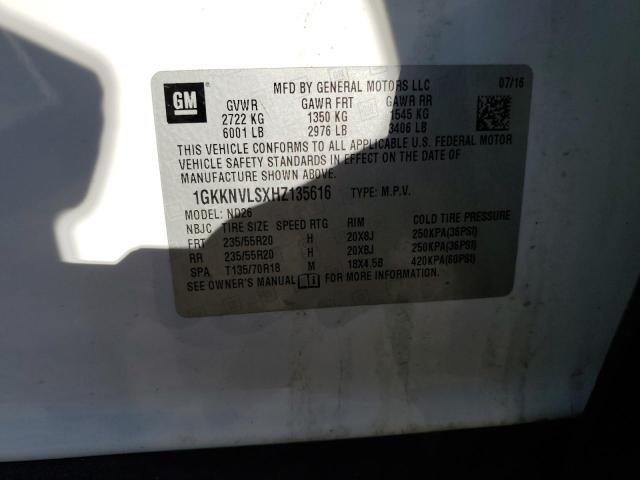 GM
MFD BY GENERAL MOTORS LLC 07/16
GVWR GAWR FRT GAWR RR
2722 KG 1350 KG 1545 KG
6001 LB 2976 LB 3406 LB
THIS VEHICLE CONFORMS TO ALL APPLICABLE U.S. FEDERAL MOTOR
VEHICLE SAFETY STANDARDS IN EFFECT ON THE DATE OF
MANUFACTURE SHOWN ABOVE.
1GKKNVLSXHZ135616 TYPE: M.P.V.
MODEL: ND26
NBJC TIRE SIZE SPEED RTG RIM COLD TIRE PRESSURE
FRT 235/55R20 H 20X8J 250KPA(36PSI)
RR 235/55R20 H 20X8J 250KPA(36PSI)
SPA T135/70R18 M 18X4.5B 420KPA(60PSI)
SEE OWNER'S MANUAL FOR MORE INFORMATION.